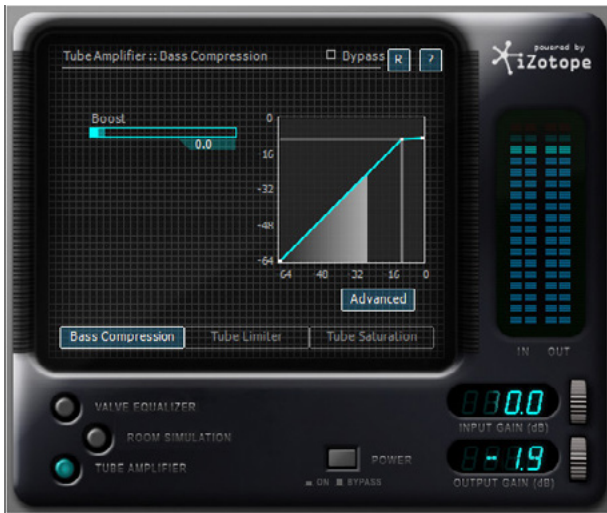 Tube Amplifier :: Bass Compression
Bypass
R
?
powered by
iZotope
Boost
0.0
0
16
-32
-48
-64
64 48 32 16 0
Advanced
Bass Compression Tube Limiter Tube Saturation
IN OUT
VALVE EQUALIZER
ROOM SIMULATION
TUBE AMPLIFIER
POWER
ON BYPASS
0.0
INPUT GAIN (dB)
-1.9
OUTPUT GAIN (dB)